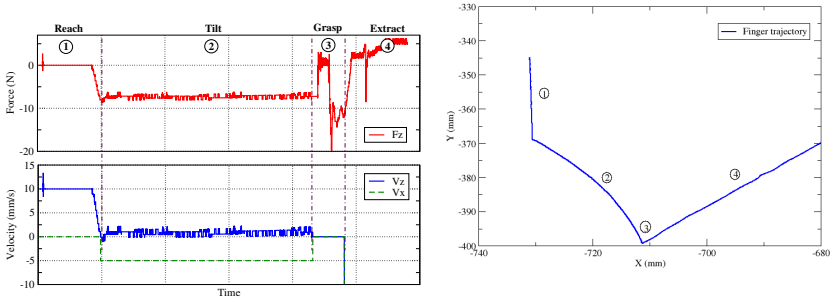 Reach Tilt Grasp Extract
1 2 3 4
0
-10
-20
Force (N)
Fz
15
10
5
0
-5
-10
Velocity (mm/s)
Vz
Vx
Time
-330
-340
-350
-360
-370
-380
-390
-400
Y (mm)
Finger trajectory
1
2
3
4
-740 -720 -700 -680
X (mm)